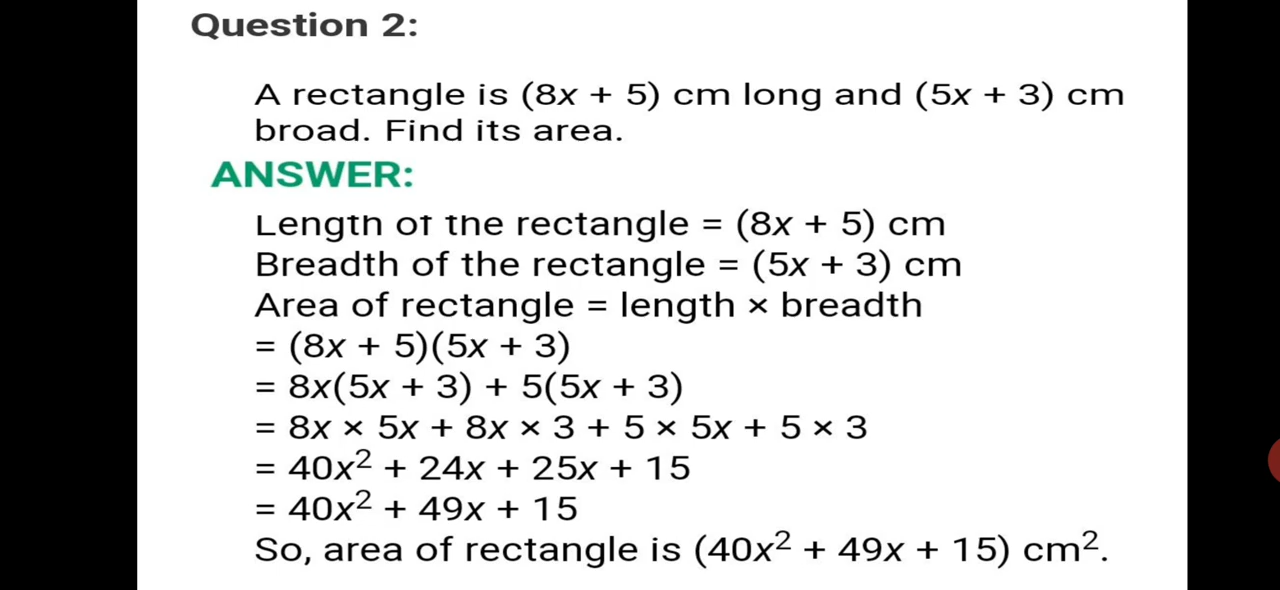 Question 2:
A rectangle is (8x + 5) cm long and (5x + 3) cm
broad. Find its area.
ANSWER:
Length of the rectangle = (8x + 5) cm
Breadth of the rectangle = (5x + 3) cm
Area of rectangle = length × breadth
= (8x + 5)(5x + 3)
= 8x(5x + 3) + 5(5x + 3)
= 8x × 5x + 8x × 3 + 5 × 5x + 5 × 3
= 40x² + 24x + 25x + 15
= 40x² + 49x + 15
So, area of rectangle is (40x² + 49x + 15) cm².